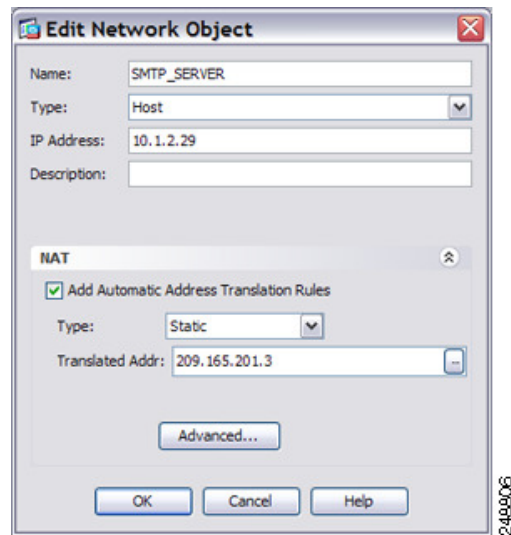 Edit Network Object
Name: SMTP_SERVER
Type: Host
IP Address: 10.1.2.29
Description:
NAT
Add Automatic Address Translation Rules
Type: Static
Translated Addr: 209.165.201.3 ...
Advanced...
OK Cancel Help
248806